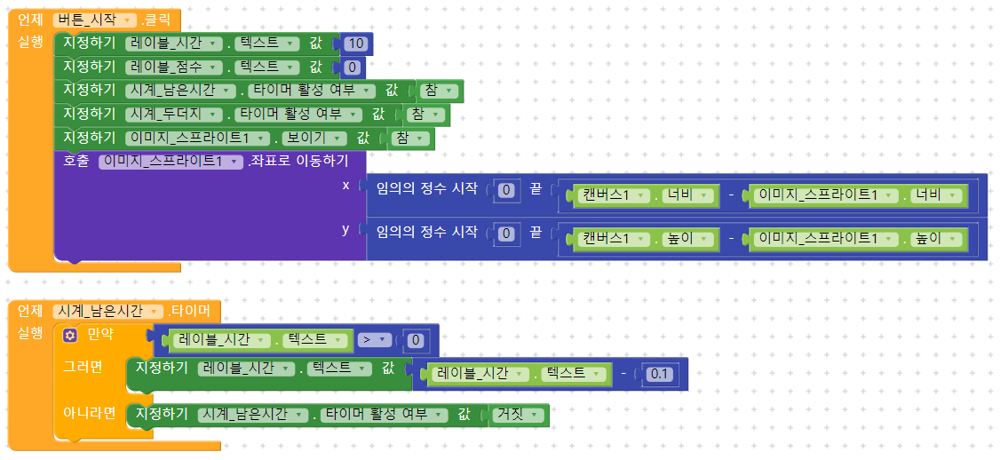 언제 버튼_시작 .클릭
실행 지정하기 레이블_시간 . 텍스트 값 10
지정하기 레이블_점수 . 텍스트 값 0
지정하기 시계_남은시간 . 타이머 활성 여부 값 참
지정하기 시계_두더지 . 타이머 활성 여부 값 참
지정하기 이미지_스프라이트1 . 보이기 값 참
호출 이미지_스프라이트1 .좌표로 이동하기
x 임의의 정수 시작 0 끝 캔버스1 . 너비 - 이미지_스프라이트1 . 너비
y 임의의 정수 시작 0 끝 캔버스1 . 높이 - 이미지_스프라이트1 . 높이
언제 시계_남은시간 .타이머
실행 만약 레이블_시간 . 텍스트 > 0
그러면 지정하기 레이블_시간 . 텍스트 값 레이블_시간 . 텍스트 - 0.1
아니라면 지정하기 시계_남은시간 . 타이머 활성 여부 값 거짓